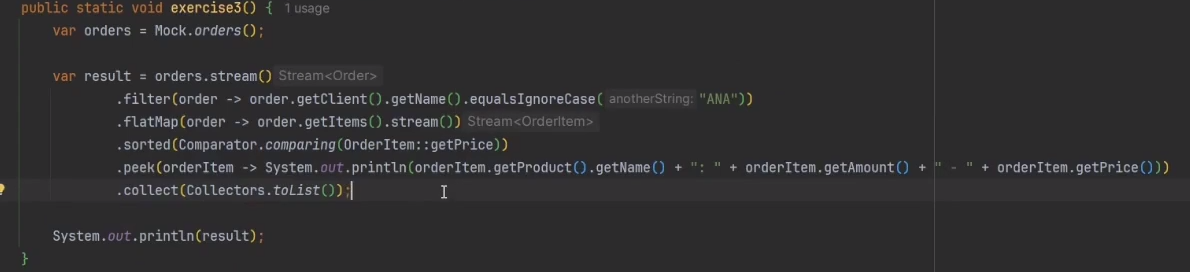 public static void exercise3() { 1 usage
var orders = Mock.orders();
var result = orders.stream() Stream<Order>
.filter(order -> order.getClient().getName().equalsIgnoreCase( anotherString: "ANA"))
.flatMap(order -> order.getItems().stream()) Stream<OrderItem>
.sorted(Comparator.comparing(OrderItem::getPrice))
.peek(orderItem -> System.out.println(orderItem.getProduct().getName() + ": " + orderItem.getAmount() + " - " + orderItem.getPrice()))
.collect(Collectors.toList());
System.out.println(result);
}